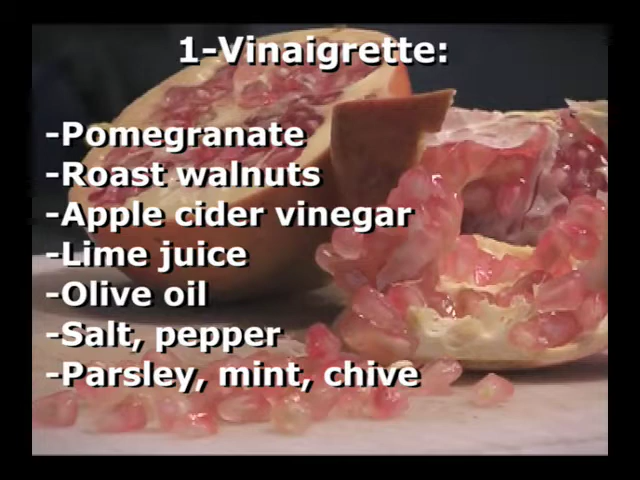 1-Vinaigrette:
-Pomegranate
-Roast walnuts
-Apple cider vinegar
-Lime juice
-Olive oil
-Salt, pepper
-Parsley, mint, chive